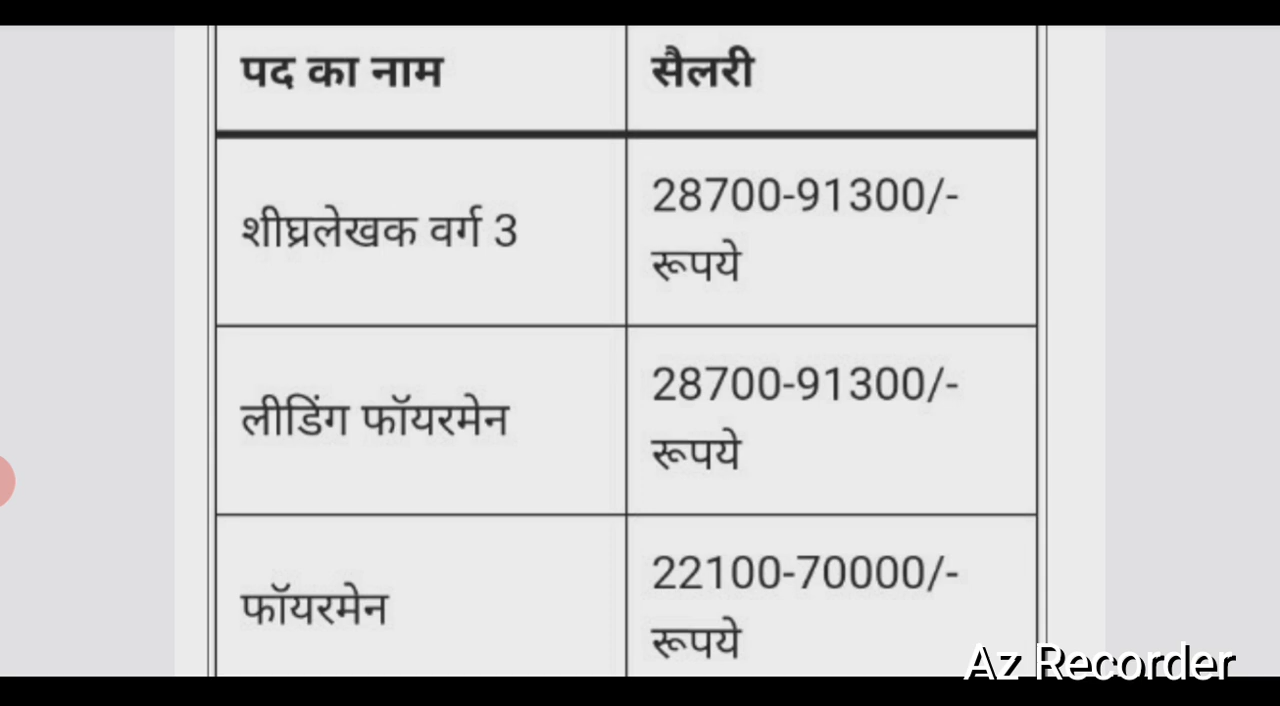 पद का नाम
सैलरी
शीघ्रलेखक वर्ग 3
28700-91300/-
रूपये
लीडिंग फॉयरमेन
28700-91300/-
रूपये
फॉयरमेन
22100-70000/-
रूपये
Az Recorder